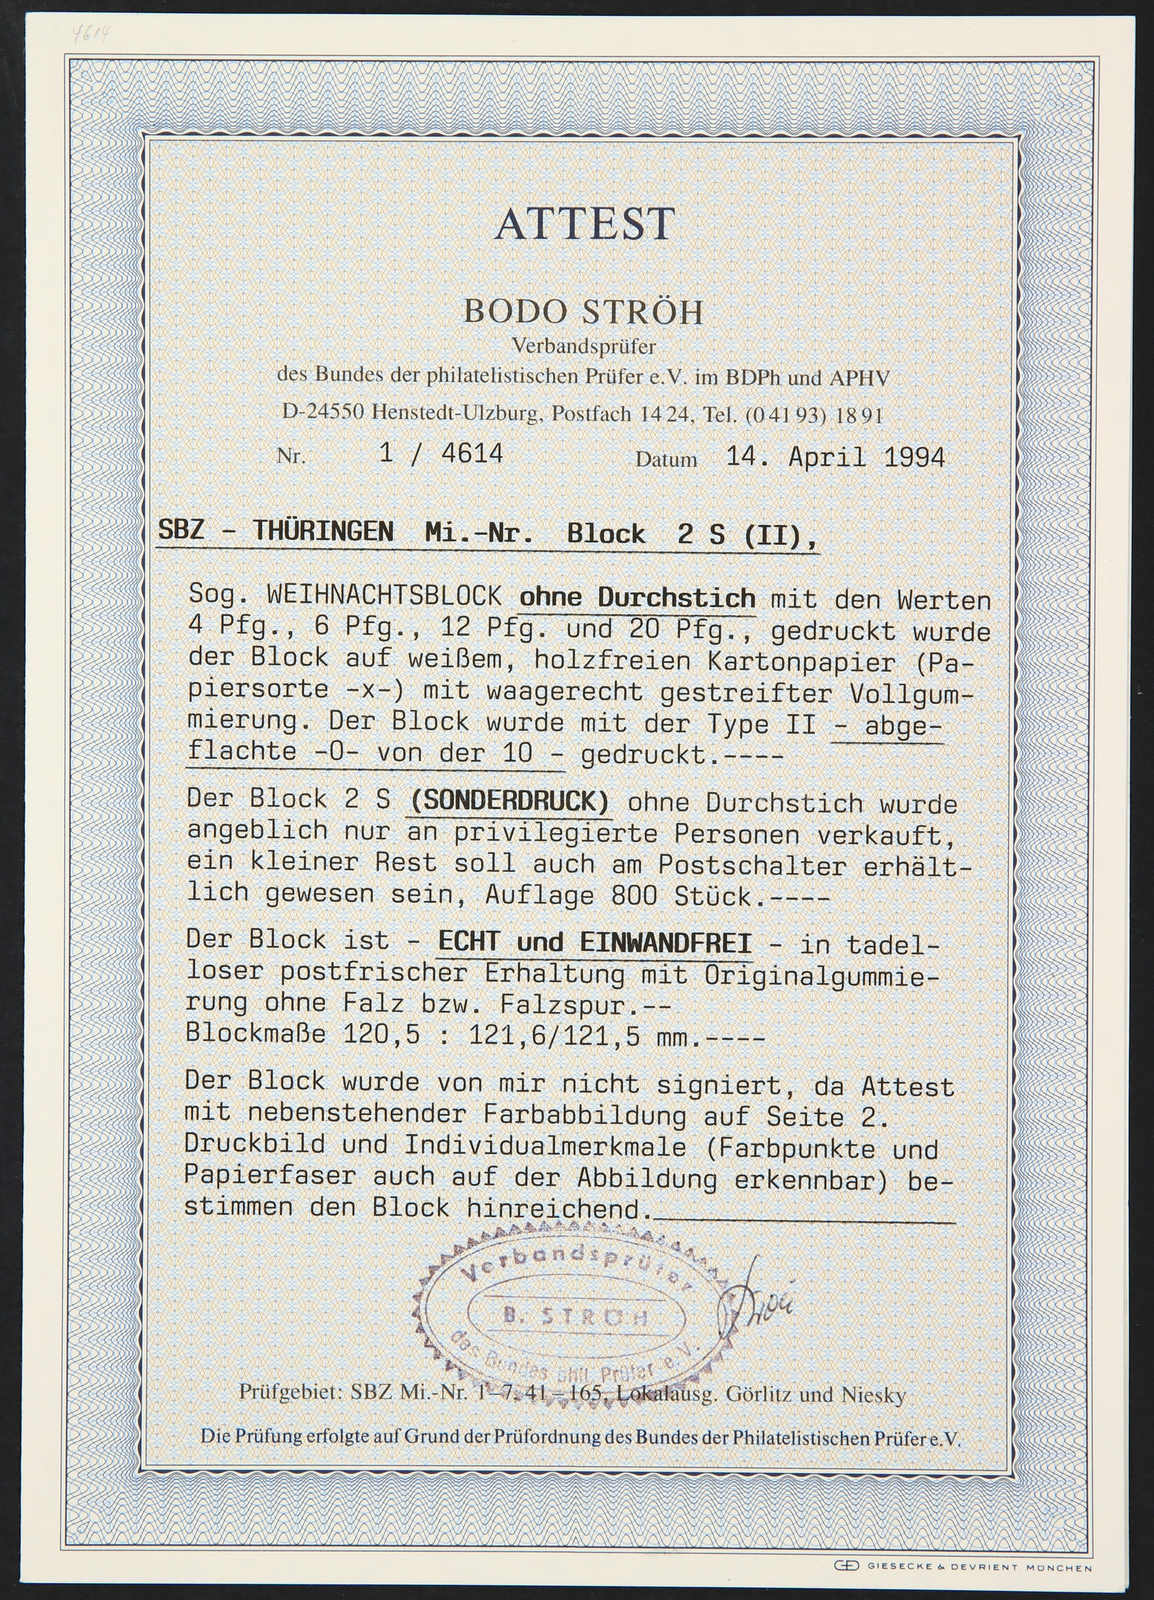 4614
ATTEST
BODO STRÖH
Verbandsprüfer
des Bundes der philatelistischen Prüfer e.V. im BDPh und APHV
D-24550 Henstedt-Ulzburg, Postfach 14 24, Tel. (0 41 93) 18 91
Nr. 1 / 4614 Datum 14. April 1994
SBZ - THÜRINGEN Mi.-Nr. Block 2 S (II),
Sog. WEIHNACHTSBLOCK ohne Durchstich mit den Werten
4 Pfg., 6 Pfg., 12 Pfg. und 20 Pfg., gedruckt wurde
der Block auf weißem, holzfreien Kartonpapier (Pa-
piersorte -x-) mit waagerecht gestreifter Vollgum-
mierung. Der Block wurde mit der Type II - abge-
flachte -0- von der 10 - gedruckt.----
Der Block 2 S (SONDERDRUCK) ohne Durchstich wurde
angeblich nur an privilegierte Personen verkauft,
ein kleiner Rest soll auch am Postschalter erhält-
lich gewesen sein, Auflage 800 Stück.----
Der Block ist - ECHT und EINWANDFREI - in tadel-
loser postfrischer Erhaltung mit Originalgummie-
rung ohne Falz bzw. Falzspur.--
Blockmaße 120,5 : 121,6/121,5 mm.----
Der Block wurde von mir nicht signiert, da Attest
mit nebenstehender Farbabbildung auf Seite 2.
Druckbild und Individualmerkmale (Farbpunkte und
Papierfaser auch auf der Abbildung erkennbar) be-
stimmen den Block hinreichend.
Verbandsprüfer
B. STRÖH
des Bundes phil. Prüfer e.V.
Prüfgebiet: SBZ Mi.-Nr. 1–7, 41–165, Lokalausg. Görlitz und Niesky
Die Prüfung erfolgte auf Grund der Prüfordnung des Bundes der Philatelistischen Prüfer e.V.
GIESECKE & DEVRIENT MÜNCHEN